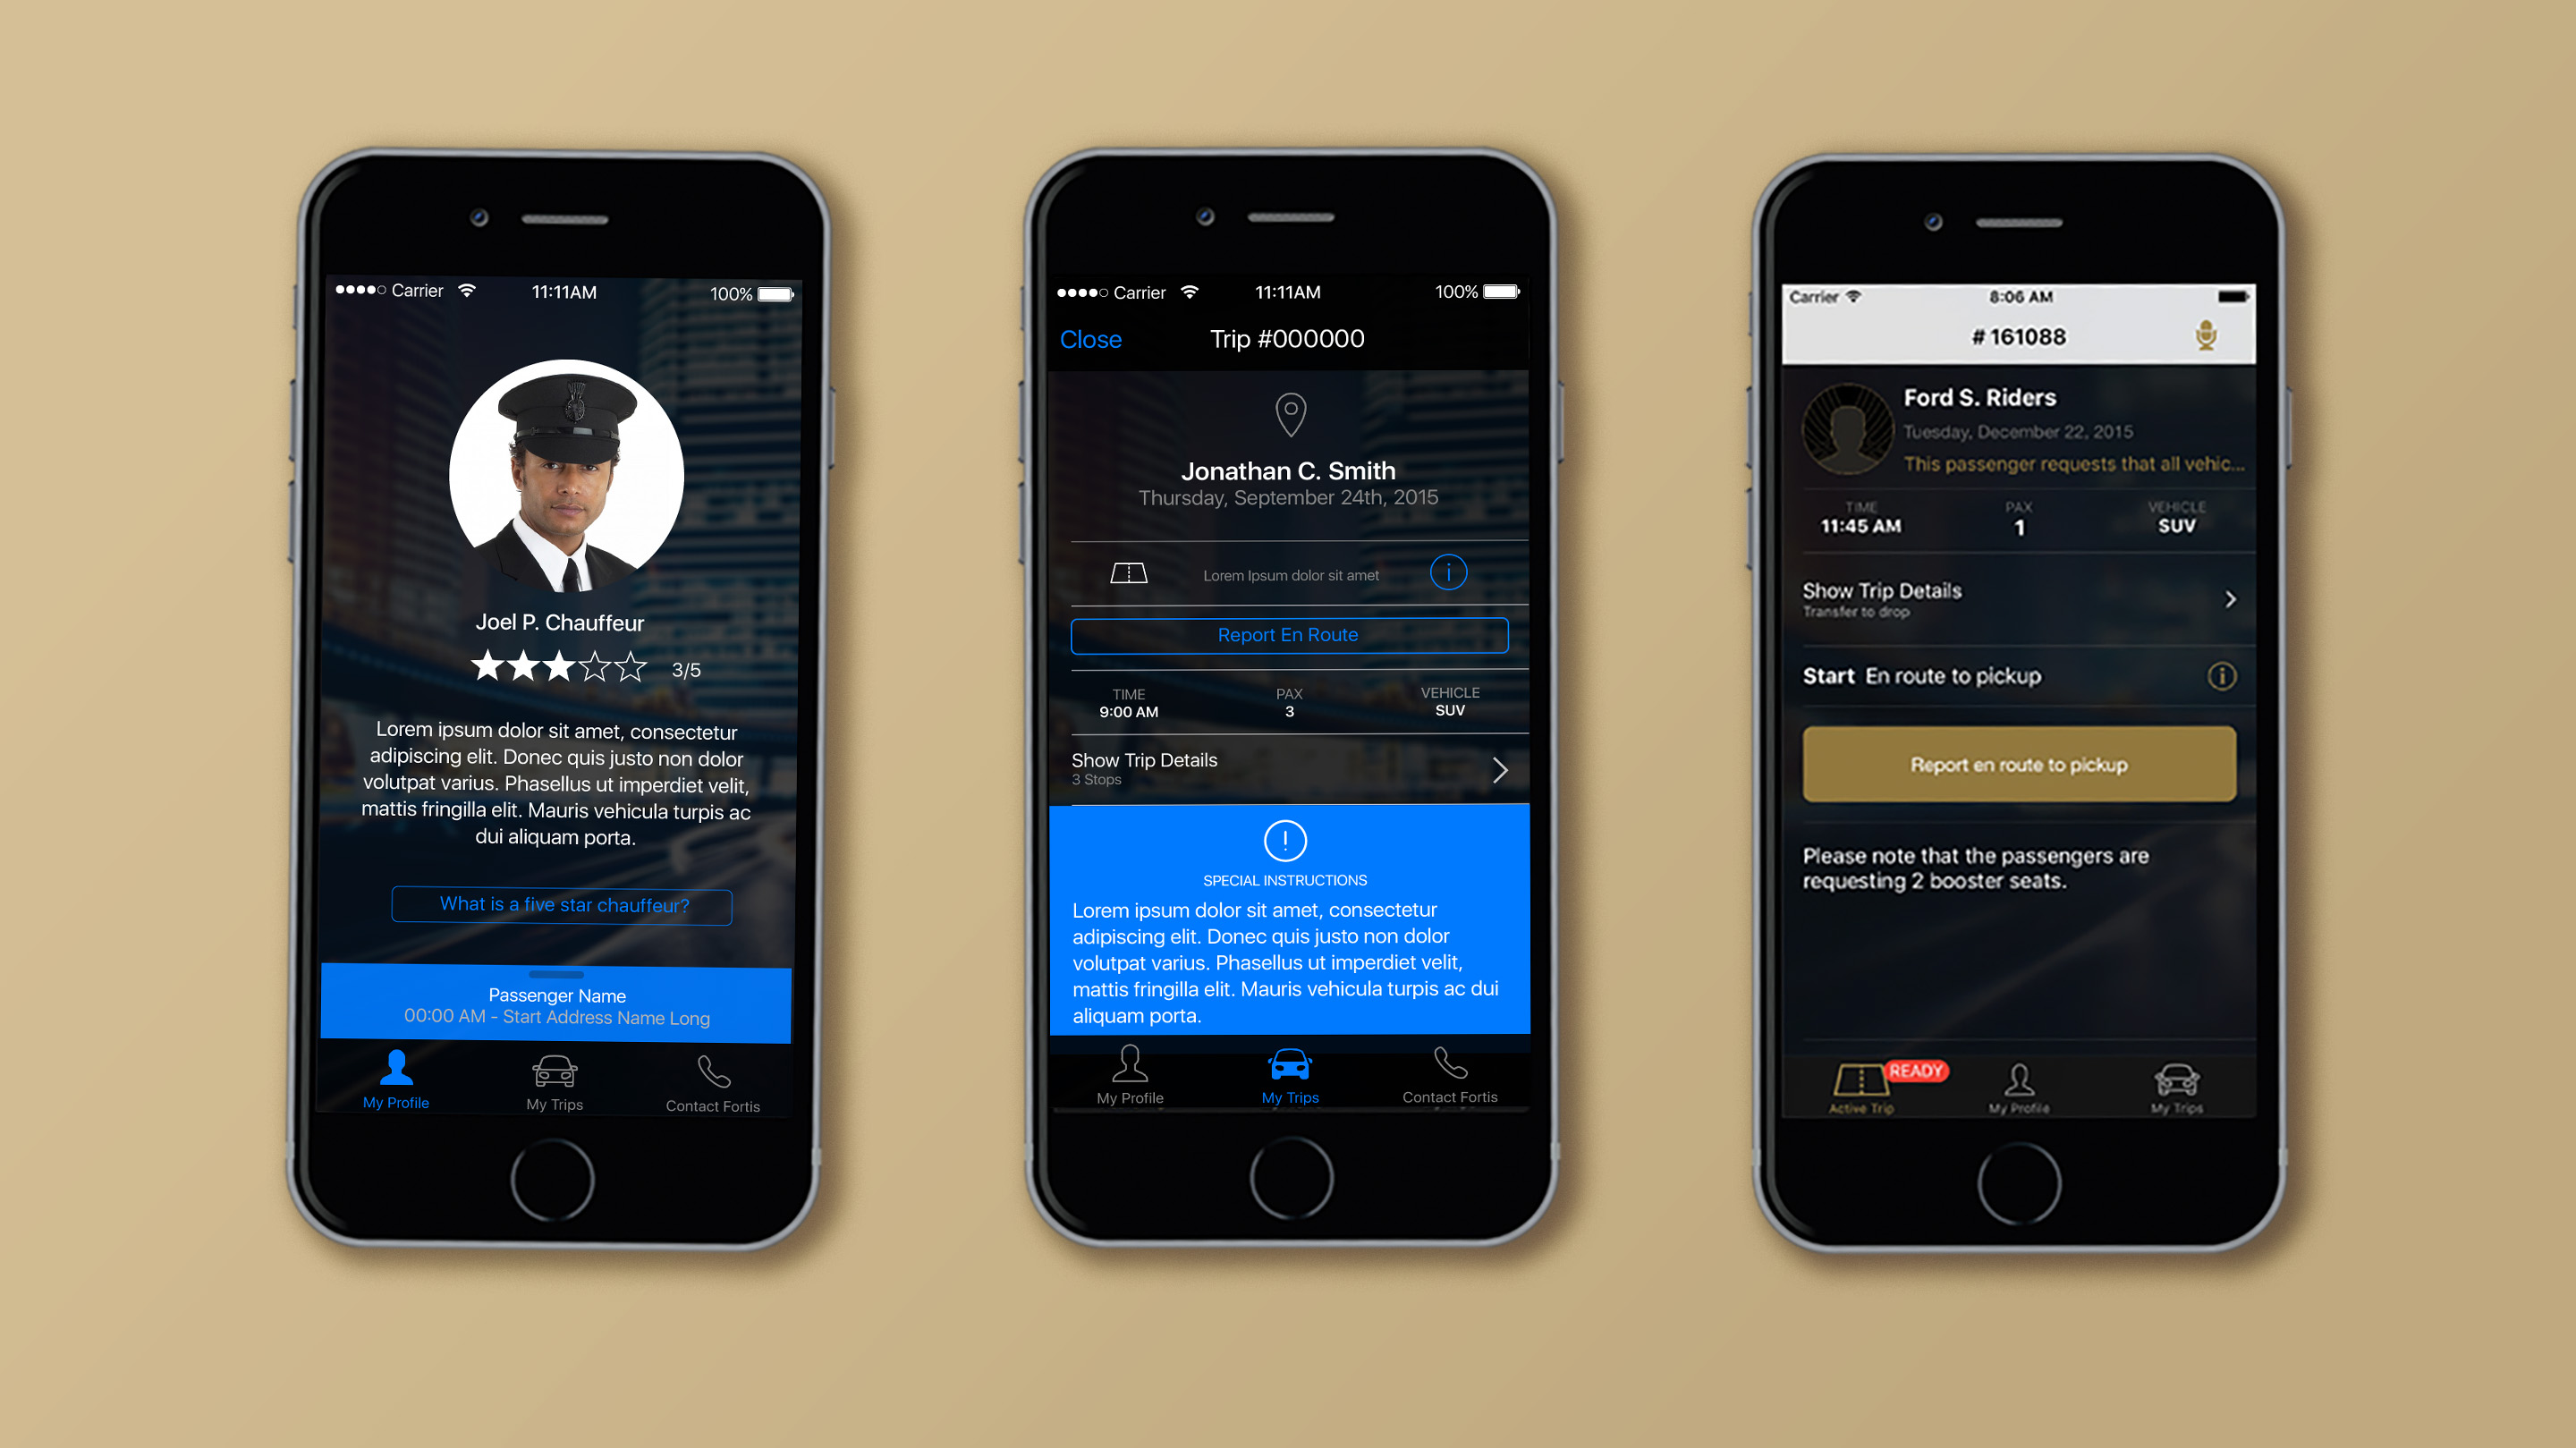 Carrier 11:11AM 100%
Joel P. Chauffeur
3/5
Lorem ipsum dolor sit amet, consectetur
adipiscing elit. Donec quis justo non dolor
volutpat varius. Phasellus ut imperdiet velit,
mattis fringilla elit. Mauris vehicula turpis ac
dui aliquam porta.
What is a five star chauffeur?
Passenger Name
00:00 AM - Start Address Name Long
My Profile My Trips Contact Fortis
Carrier 11:11AM 100%
Close Trip #000000
Jonathan C. Smith
Thursday, September 24th, 2015
Lorem Ipsum dolor sit amet
Report En Route
TIME PAX VEHICLE
9:00 AM 3 SUV
Show Trip Details
3 Stops
SPECIAL INSTRUCTIONS
Lorem ipsum dolor sit amet, consectetur
adipiscing elit. Donec quis justo non dolor
volutpat varius. Phasellus ut imperdiet velit,
mattis fringilla elit. Mauris vehicula turpis ac dui
aliquam porta.
My Profile My Trips Contact Fortis
Carrier 8:06 AM
# 161088
Ford S. Riders
Tuesday, December 22, 2015
This passenger requests that all vehic...
TIME PAX VEHICLE
11:45 AM 1 SUV
Show Trip Details
Transfer to drop
Start En route to pickup
Report en route to pickup
Please note that the passengers are
requesting 2 booster seats.
READY
Active Trip My Profile My Trips